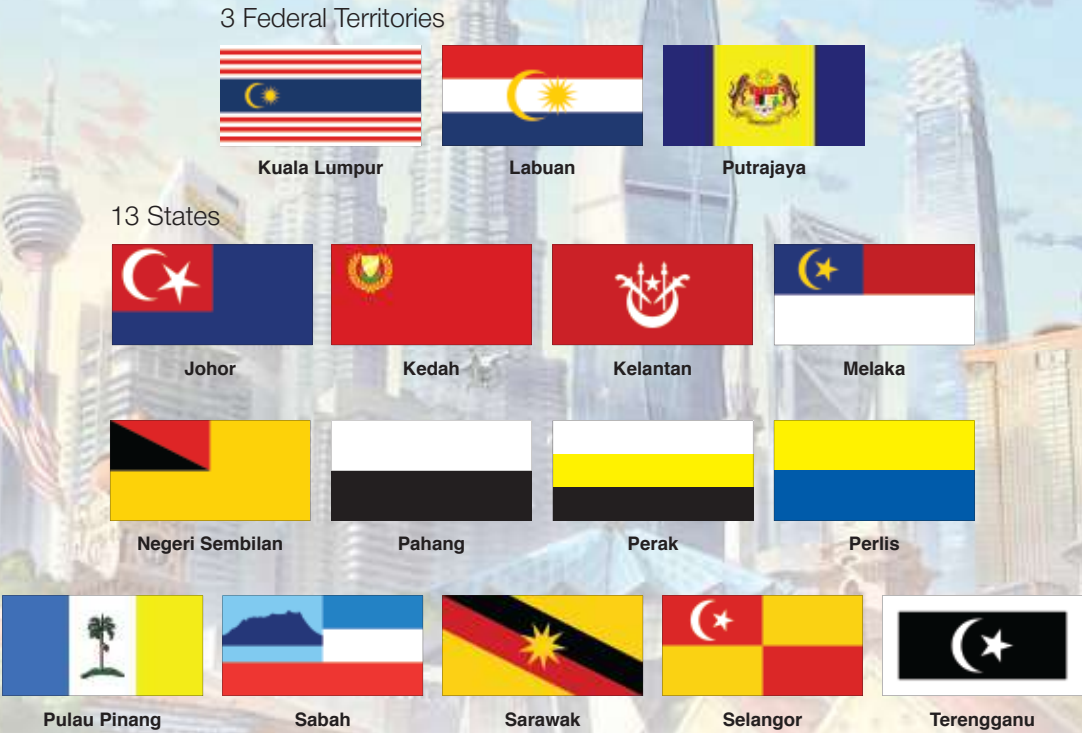 3 Federal Territories
Kuala Lumpur
Labuan
Putrajaya
13 States
Johor
Kedah
Kelantan
Melaka
Negeri Sembilan
Pahang
Perak
Perlis
Pulau Pinang
Sabah
Sarawak
Selangor
Terengganu